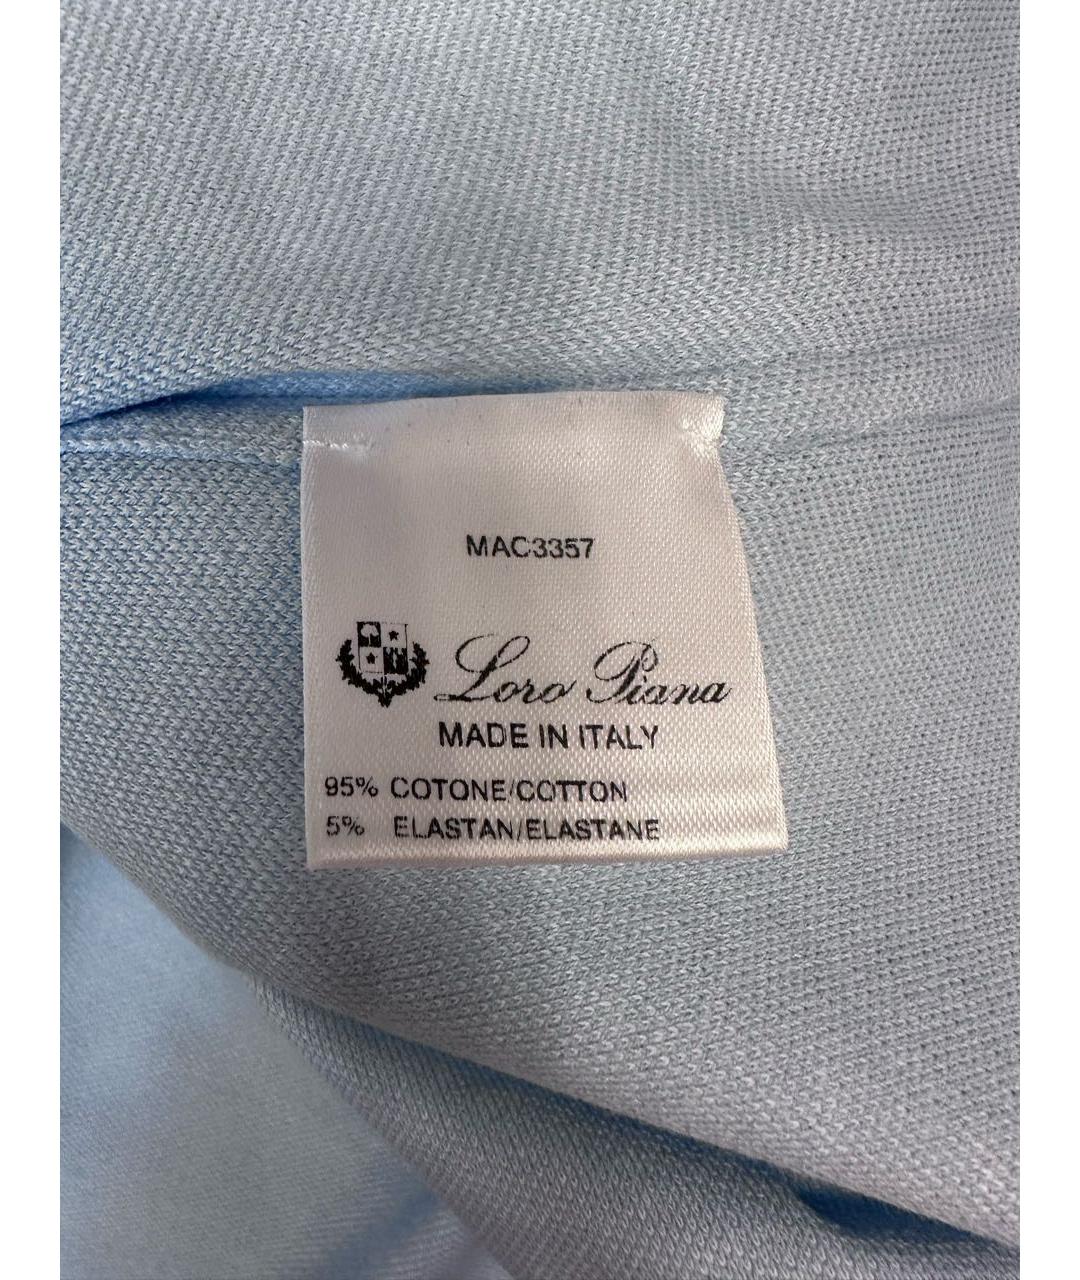 MAC3357
Loro Piana
MADE IN ITALY
95% COTONE/COTTON
5% ELASTAN/ELASTANE